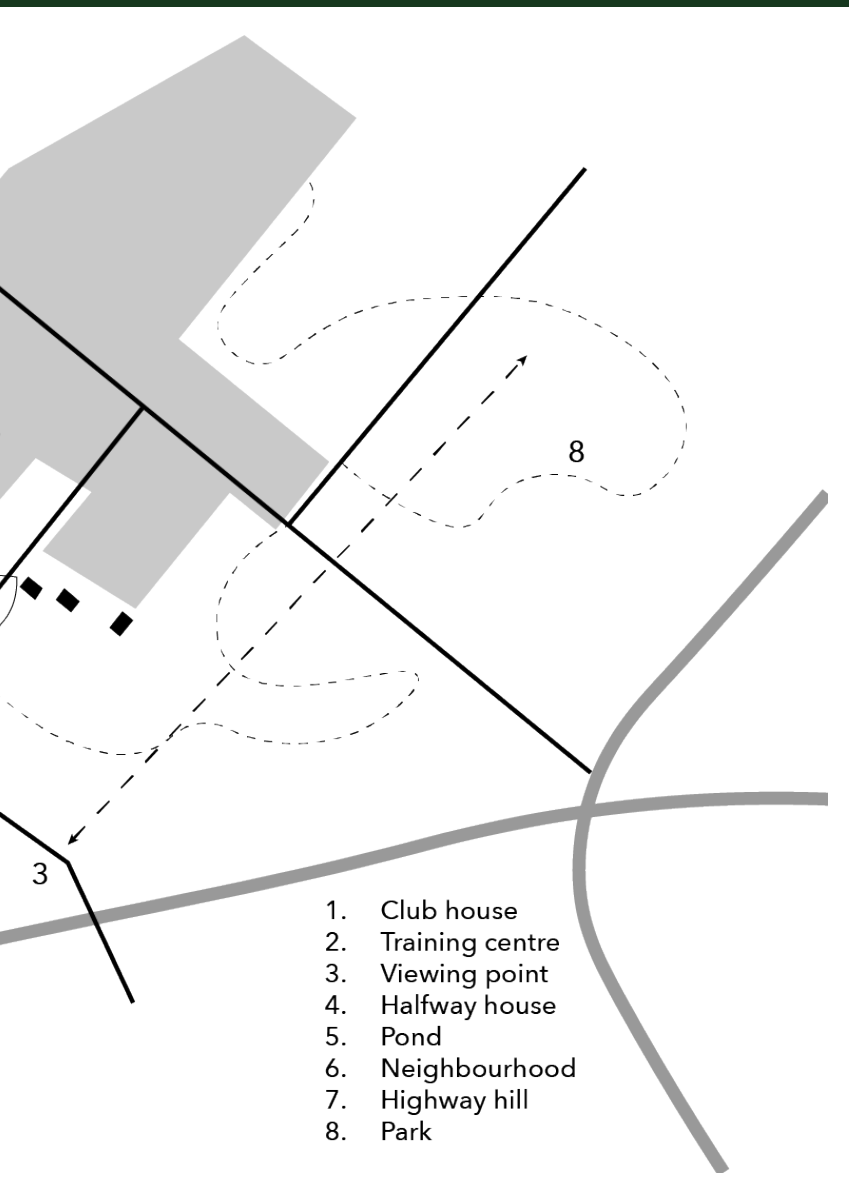 8
3
1. Club house
2. Training centre
3. Viewing point
4. Halfway house
5. Pond
6. Neighbourhood
7. Highway hill
8. Park